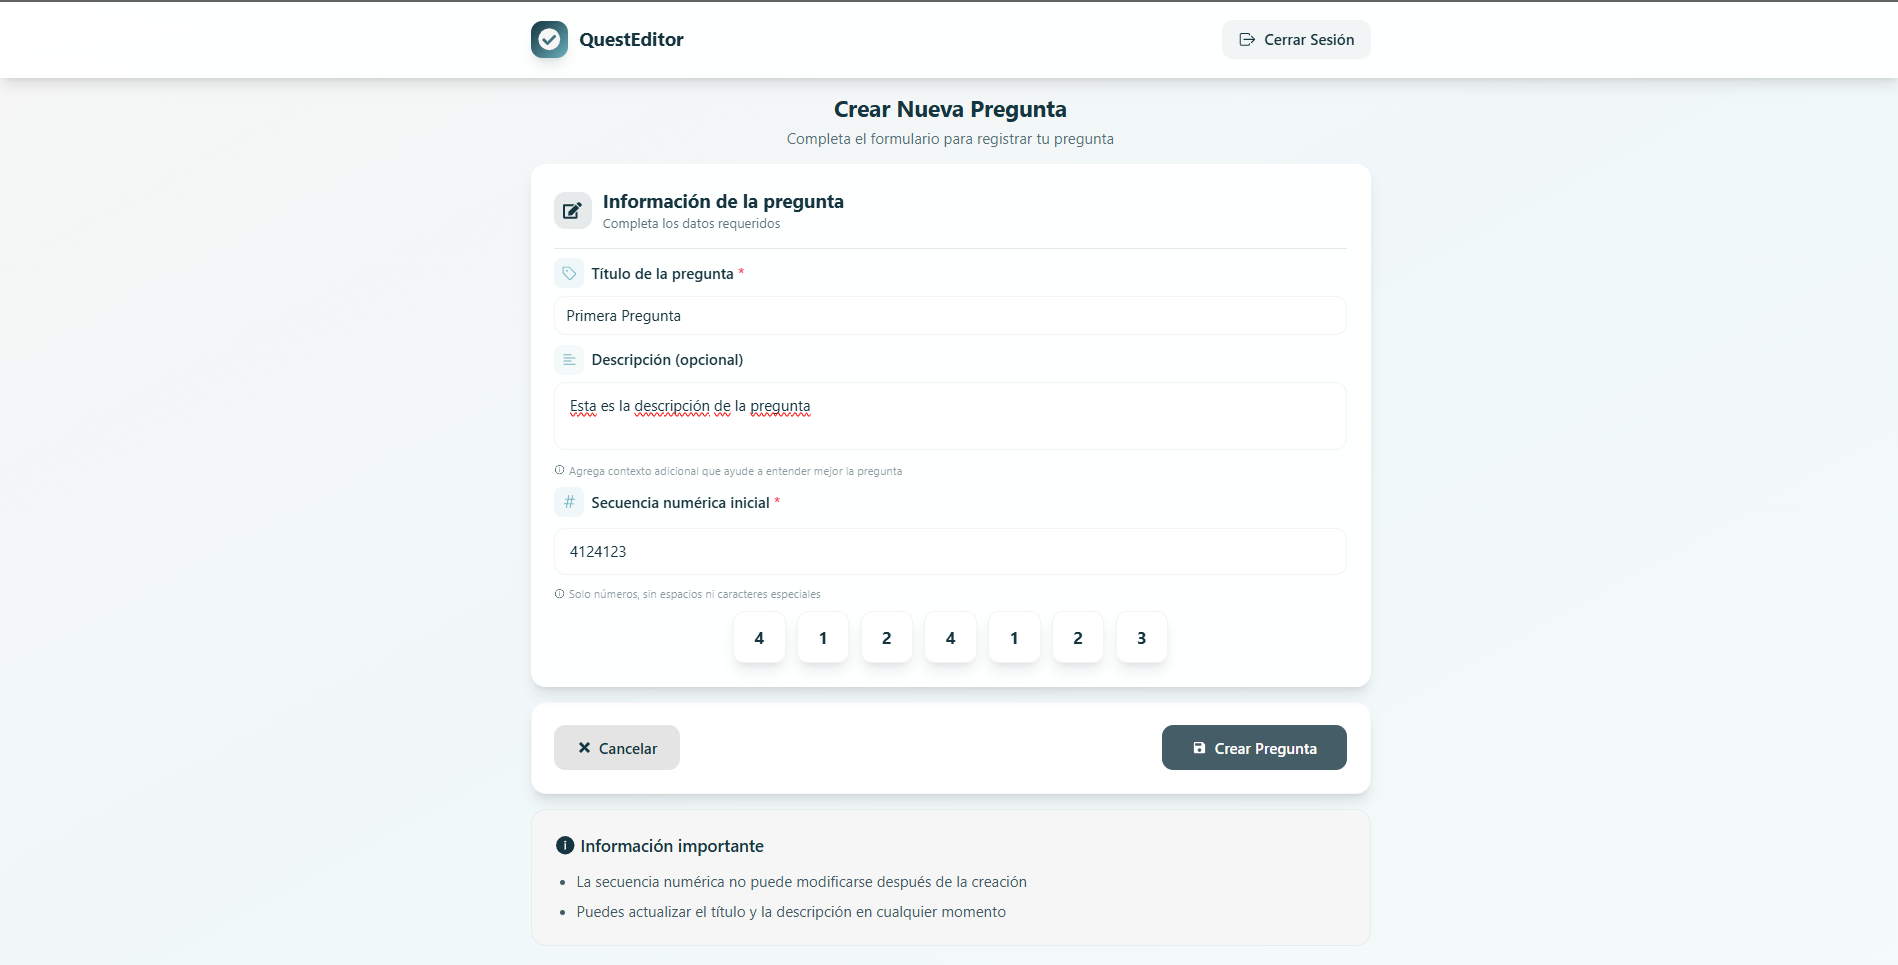 QuestEditor
Cerrar Sesión
Crear Nueva Pregunta
Completa el formulario para registrar tu pregunta
Información de la pregunta
Completa los datos requeridos
Título de la pregunta *
Primera Pregunta
Descripción (opcional)
Esta es la descripción de la pregunta
Agrega contexto adicional que ayude a entender mejor la pregunta
# Secuencia numérica inicial *
4124123
Solo números, sin espacios ni caracteres especiales
4 1 2 4 1 2 3
Cancelar
Crear Pregunta
Información importante
• La secuencia numérica no puede modificarse después de la creación
• Puedes actualizar el título y la descripción en cualquier momento